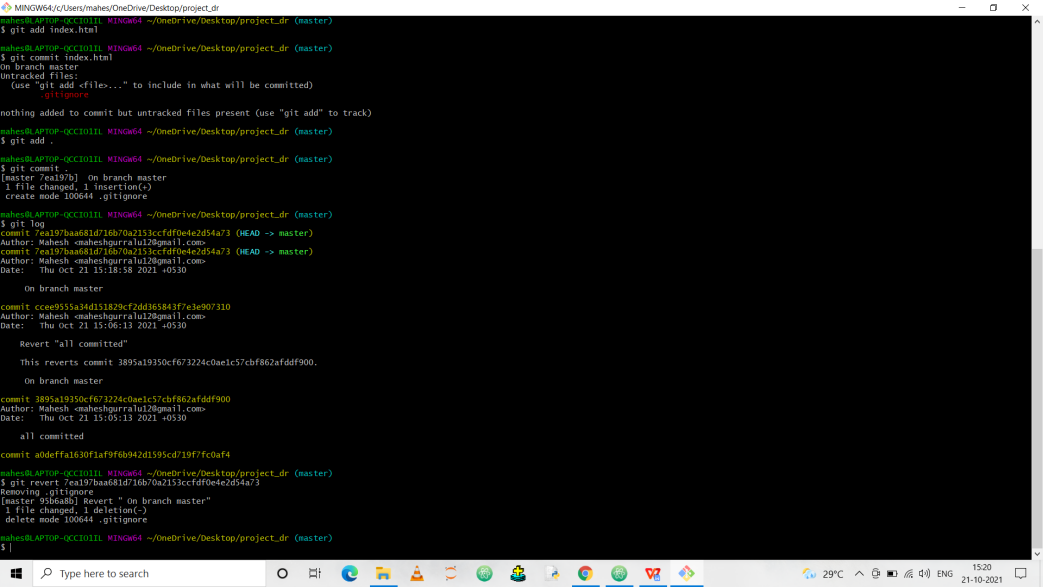 MINGW64:/c/Users/mahes/OneDrive/Desktop/project_dr
mahes@LAPTOP-QCCIO1IL MINGW64 ~/OneDrive/Desktop/project_dr (master)
$ git add index.html
mahes@LAPTOP-QCCIO1IL MINGW64 ~/OneDrive/Desktop/project_dr (master)
$ git commit index.html
On branch master
Untracked files:
(use "git add <file>..." to include in what will be committed)
.gitignore
nothing added to commit but untracked files present (use "git add" to track)
mahes@LAPTOP-QCCIO1IL MINGW64 ~/OneDrive/Desktop/project_dr (master)
$ git add .
mahes@LAPTOP-QCCIO1IL MINGW64 ~/OneDrive/Desktop/project_dr (master)
$ git commit .
[master 7ea197b] On branch master
1 file changed, 1 insertion(+)
create mode 100644 .gitignore
mahes@LAPTOP-QCCIO1IL MINGW64 ~/OneDrive/Desktop/project_dr (master)
$ git log
commit 7ea197baa681d716b70a2153ccfdf0e4e2d54a73 (HEAD -> master)
Author: Mahesh <maheshgurralu12@gmail.com>
commit 7ea197baa681d716b70a2153ccfdf0e4e2d54a73 (HEAD -> master)
Author: Mahesh <maheshgurralu12@gmail.com>
Date: Thu Oct 21 15:18:58 2021 +0530
On branch master
commit ccee9555a34d151829cf2dd365843f7e3e907310
Author: Mahesh <maheshgurralu12@gmail.com>
Date: Thu Oct 21 15:06:13 2021 +0530
Revert "all committed"
This reverts commit 3895a19350cf673224c0ae1c57cbf862afddf900.
On branch master
commit 3895a19350cf673224c0ae1c57cbf862afddf900
Author: Mahesh <maheshgurralu12@gmail.com>
Date: Thu Oct 21 15:05:13 2021 +0530
all committed
commit a0deffa1630f1af9f6b942d1595cd719f7fc0af4
mahes@LAPTOP-QCCIO1IL MINGW64 ~/OneDrive/Desktop/project_dr (master)
$ git revert 7ea197baa681d716b70a2153ccfdf0e4e2d54a73
Removing .gitignore
[master 95b6a8b] Revert " On branch master"
1 file changed, 1 deletion(-)
delete mode 100644 .gitignore
mahes@LAPTOP-QCCIO1IL MINGW64 ~/OneDrive/Desktop/project_dr (master)
$
Type here to search
29°C
ENG
15:20
21-10-2021